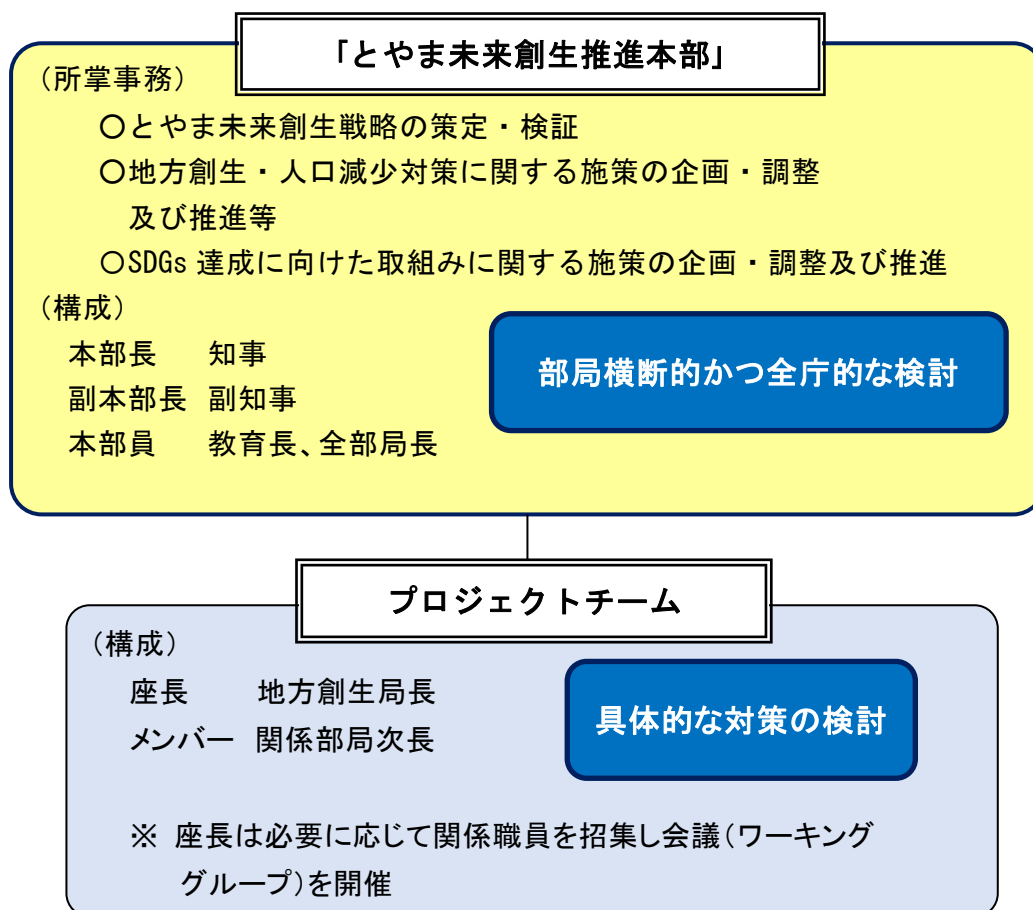 「とやま未来創生推進本部」
（所掌事務）
○とやま未来創生戦略の策定・検証
○地方創生・人口減少対策に関する施策の企画・調整
及び推進等
○SDGs 達成に向けた取組みに関する施策の企画・調整及び推進
（構成）
本部長 知事
副本部長 副知事
本部員 教育長、全部局長
部局横断的かつ全庁的な検討
プロジェクトチーム
（構成）
座長 地方創生局長
メンバー 関係部局次長
具体的な対策の検討
※ 座長は必要に応じて関係職員を招集し会議（ワーキング
グループ）を開催